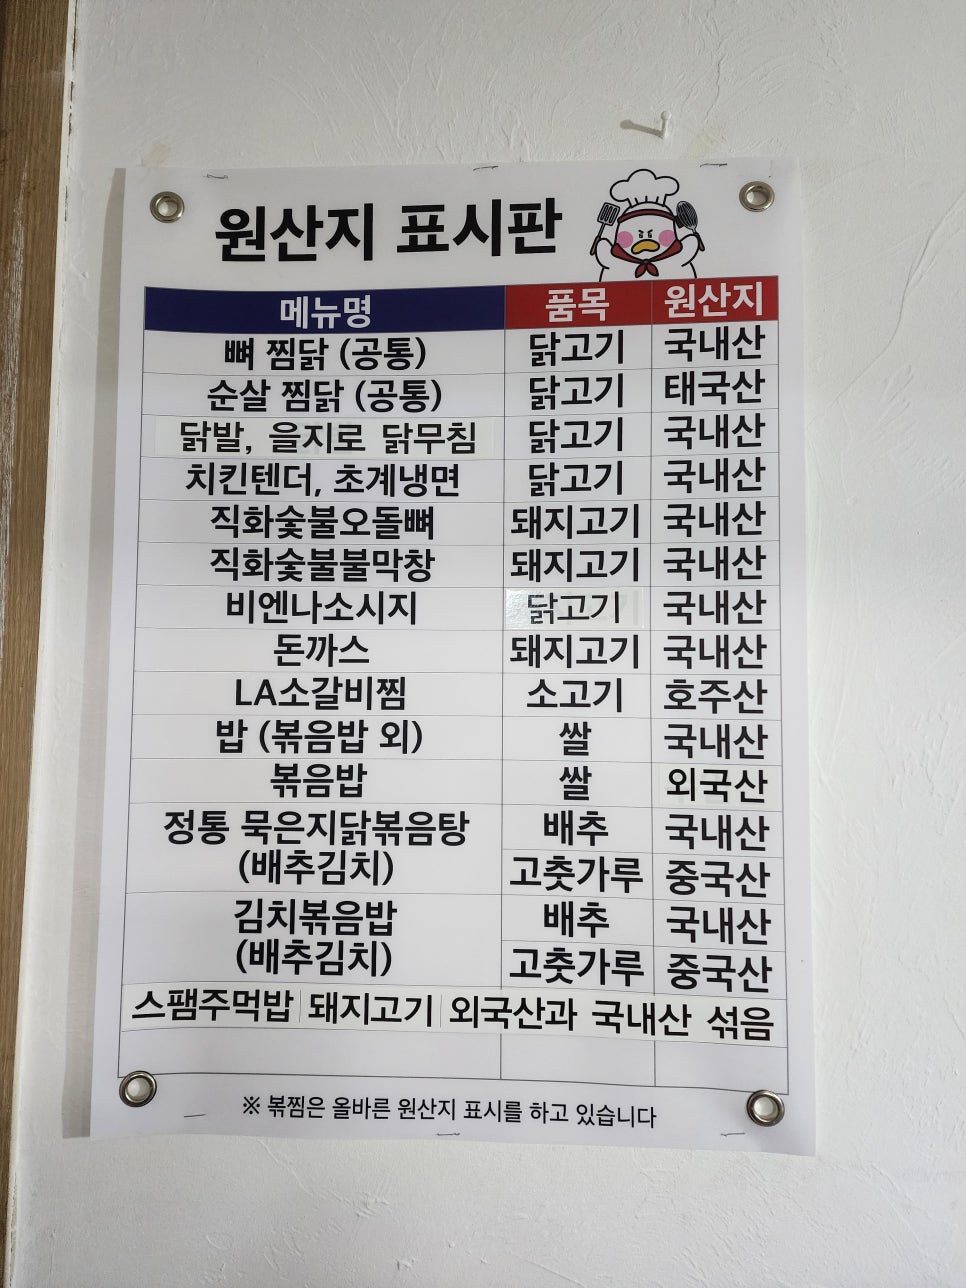 원산지 표시판
메뉴명 품목 원산지
뼈 찜닭 (공통) 닭고기 국내산
순살 찜닭 (공통) 닭고기 태국산
닭발, 을지로 닭무침 닭고기 국내산
치킨텐더, 초계냉면 닭고기 국내산
직화숯불오돌뼈 돼지고기 국내산
직화숯불불막창 돼지고기 국내산
비엔나소시지 닭고기 국내산
돈까스 돼지고기 국내산
LA소갈비찜 소고기 호주산
밥 (볶음밥 외) 쌀 국내산
볶음밥 쌀 외국산
정통 묵은지닭볶음탕 배추 국내산
(배추김치) 고춧가루 중국산
김치볶음밥 배추 국내산
(배추김치) 고춧가루 중국산
스팸주먹밥 돼지고기 외국산과 국내산 섞음
※ 볶찜은 올바른 원산지 표시를 하고 있습니다